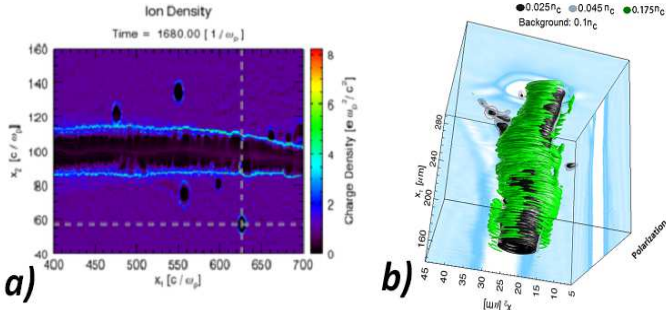 Ion Density
Time = 1680.00 [ 1 / ωp ]
160
140
120
100
80
60
40
x₂ [c / ωp]
400 450 500 550 600 650 700
x₁ [c / ωp]
8
6
4
2
0
Charge Density [e ωp² / c²]
a)
0.025nc 0.045nc 0.175nc
Background: 0.1nc
280
240
200
160
x₁ [μm]
45 35 25 15 10 5
x₂ [μm]
Polarization
b)